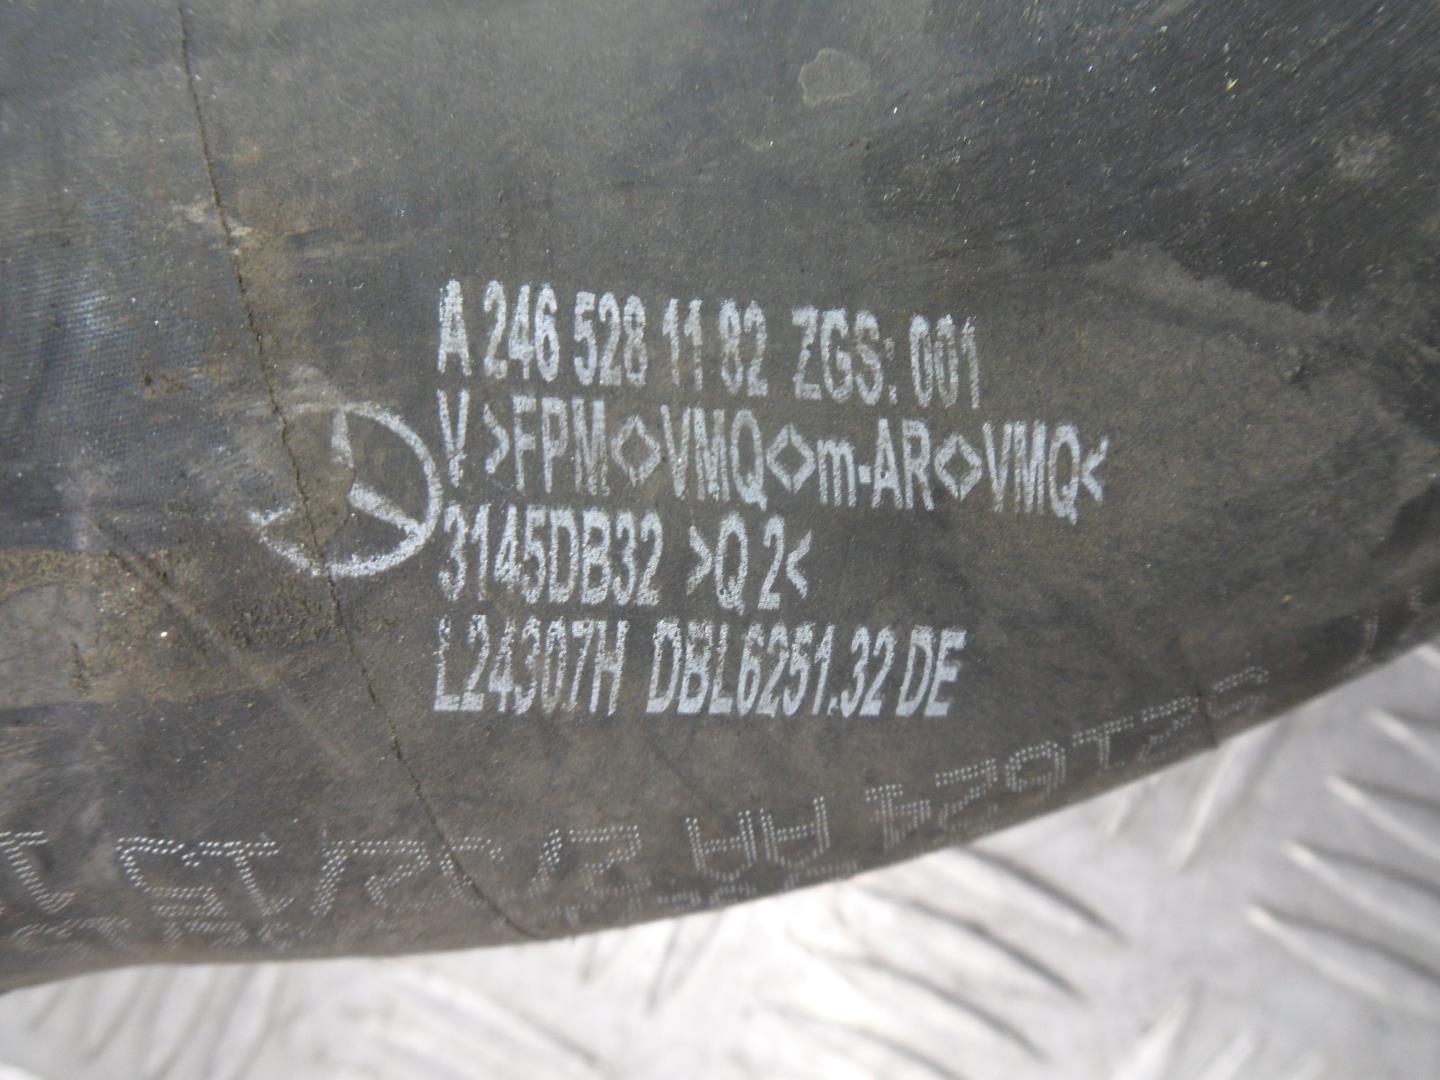 A 246 528 11 82 ZGS: 001
V >FPM<>VMQ<>m-AR<>VMQ<
3145DB32 >Q 2<
L24307H DBL6251.32 DE